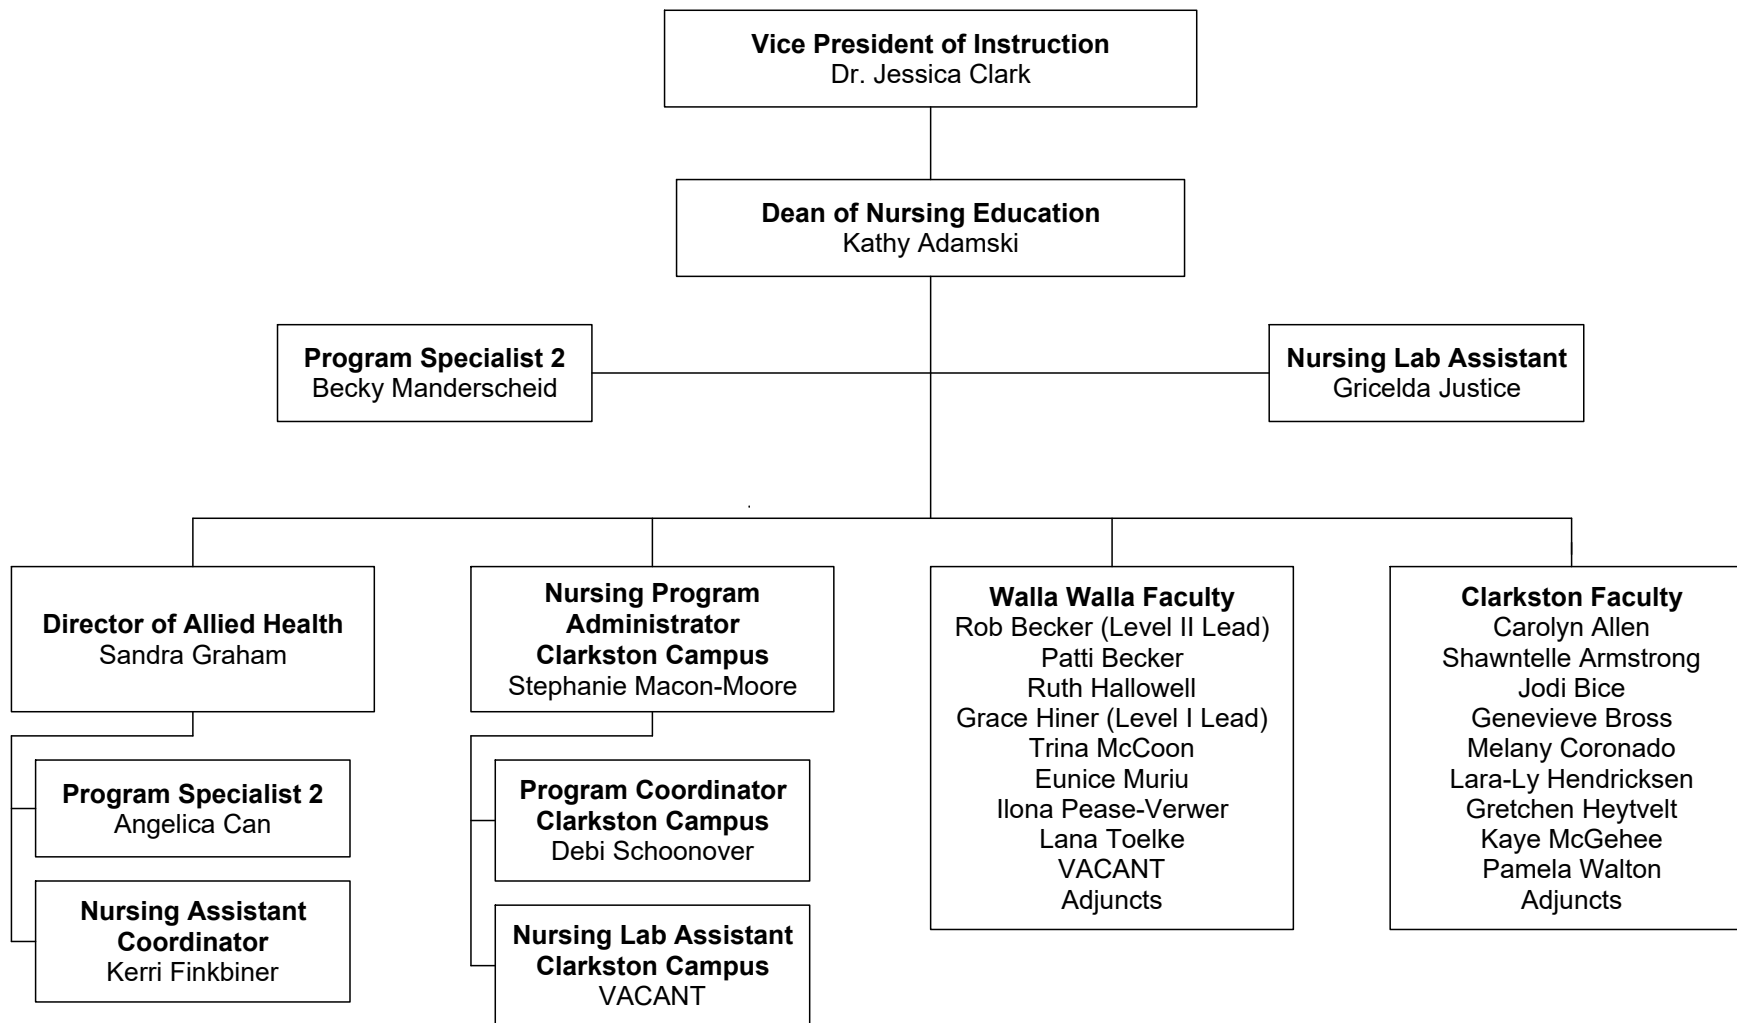 Vice President of Instruction
Dr. Jessica Clark
Dean of Nursing Education
Kathy Adamski
Program Specialist 2
Becky Manderscheid
Nursing Lab Assistant
Gricelda Justice
Director of Allied Health
Sandra Graham
Program Specialist 2
Angelica Can
Nursing Assistant
Coordinator
Kerri Finkbiner
Nursing Program
Administrator
Clarkston Campus
Stephanie Macon-Moore
Program Coordinator
Clarkston Campus
Debi Schoonover
Nursing Lab Assistant
Clarkston Campus
VACANT
Walla Walla Faculty
Rob Becker (Level II Lead)
Patti Becker
Ruth Hallowell
Grace Hiner (Level I Lead)
Trina McCoon
Eunice Muriu
Ilona Pease-Verwer
Lana Toelke
VACANT
Adjuncts
Clarkston Faculty
Carolyn Allen
Shawntelle Armstrong
Jodi Bice
Genevieve Bross
Melany Coronado
Lara-Ly Hendricksen
Gretchen Heytvelt
Kaye McGehee
Pamela Walton
Adjuncts